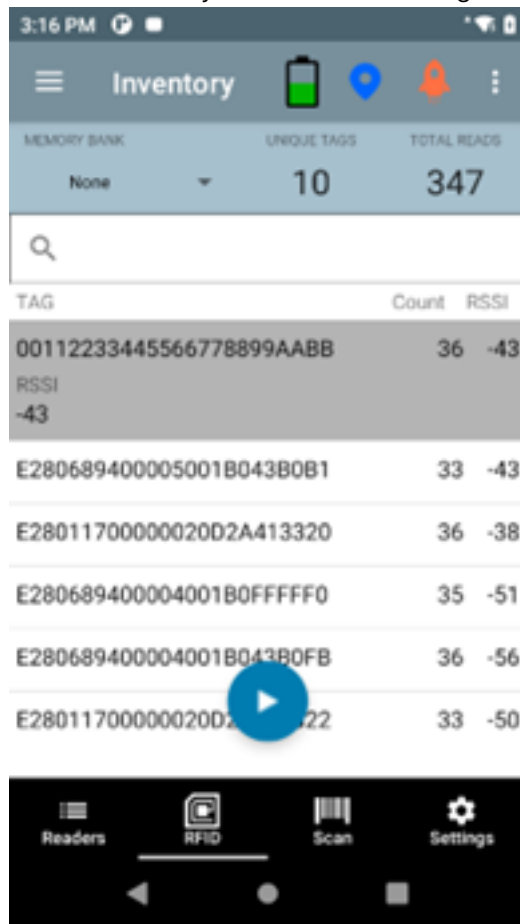 3:16 PM
Inventory
MEMORY BANK UNIQUE TAGS TOTAL READS
None 10 347
TAG Count RSSI
00112233445566778899AABB 36 -43
RSSI
-43
E280689400005001B043B0B1 33 -43
E28011700000020D2A413320 36 -38
E280689400004001B0FFFFF0 35 -51
E280689400004001B043B0FB 36 -56
33 -50
Readers RFID Scan Settings